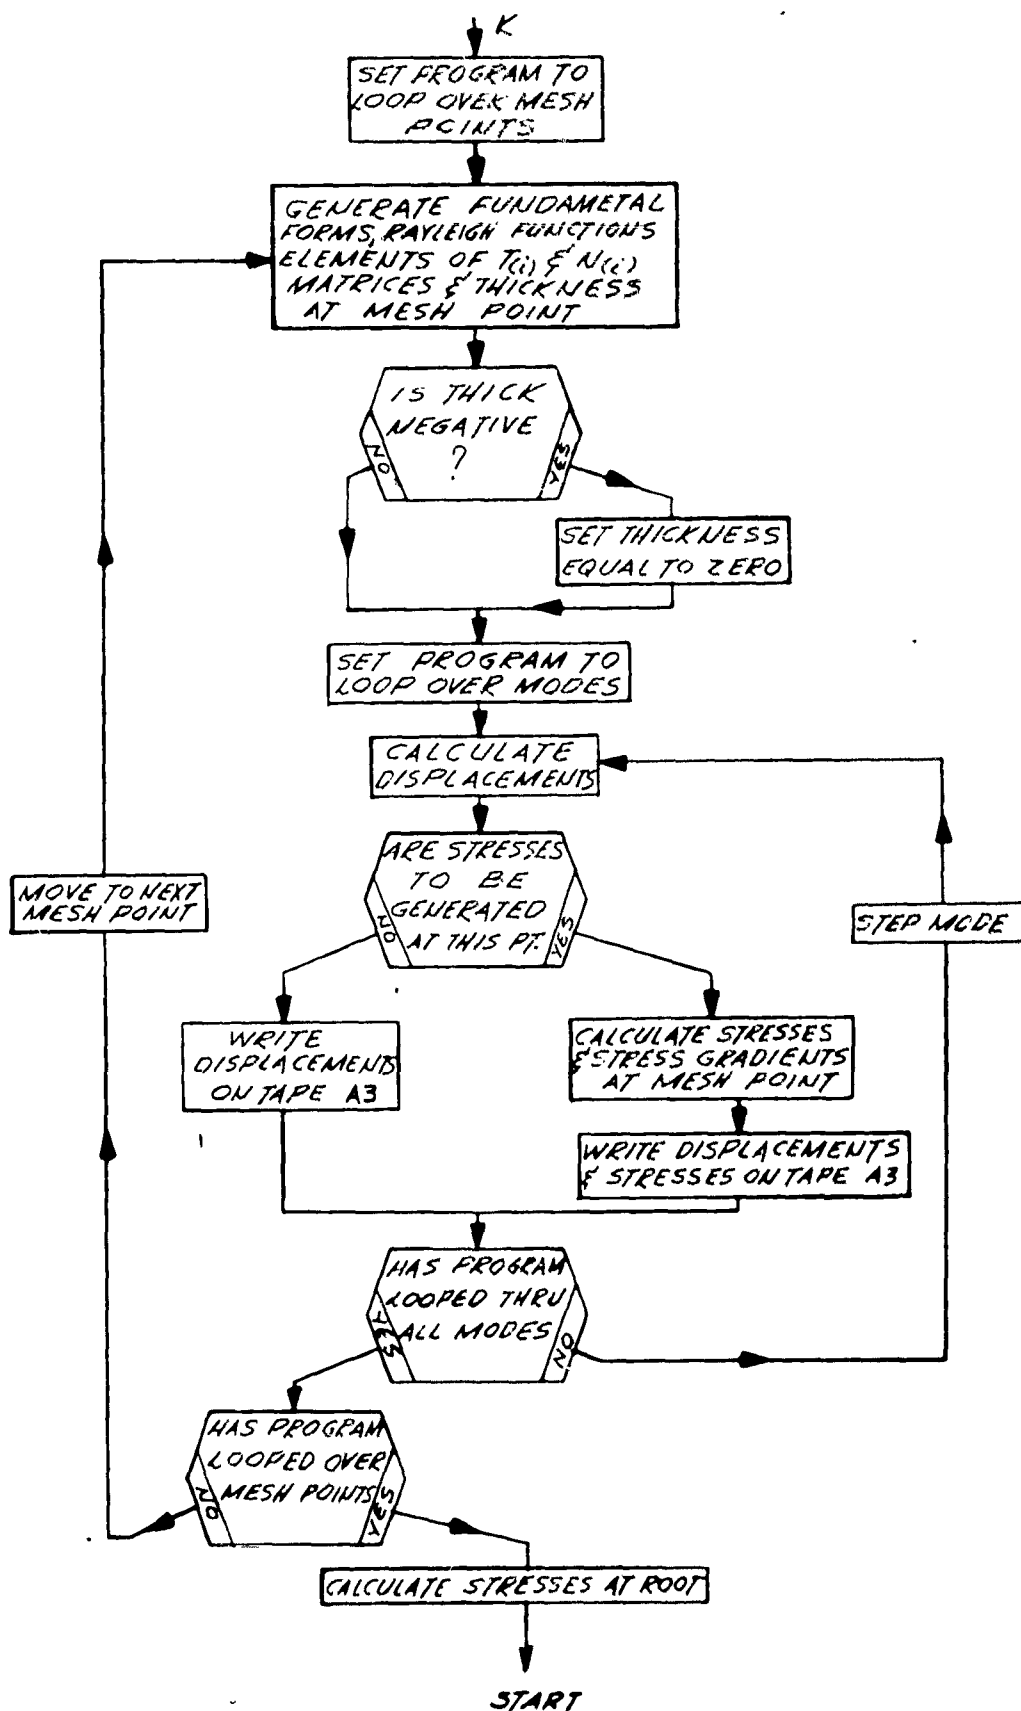 K
SET PROGRAM TO
LOOP OVER MESH
POINTS
GENERATE FUNDAMETAL
FORMS, RAYLEIGH FUNCTIONS
ELEMENTS OF T(i) & N(i)
MATRICES & THICKNESS
AT MESH POINT
IS THICK
NEGATIVE
?
NO
YES
SET THICKNESS
EQUAL TO ZERO
SET PROGRAM TO
LOOP OVER MODES
CALCULATE
DISPLACEMENTS
ARE STRESSES
TO BE
GENERATED
AT THIS PT.
NO
YES
MOVE TO NEXT
MESH POINT
STEP MODE
WRITE
DISPLACEMENTS
ON TAPE A3
CALCULATE STRESSES
& STRESS GRADIENTS
AT MESH POINT
WRITE DISPLACEMENTS
& STRESSES ON TAPE A3
HAS PROGRAM
LOOPED THRU
ALL MODES
YES
NO
HAS PROGRAM
LOOPED OVER
MESH POINTS
NO
YES
CALCULATE STRESSES AT ROOT
START